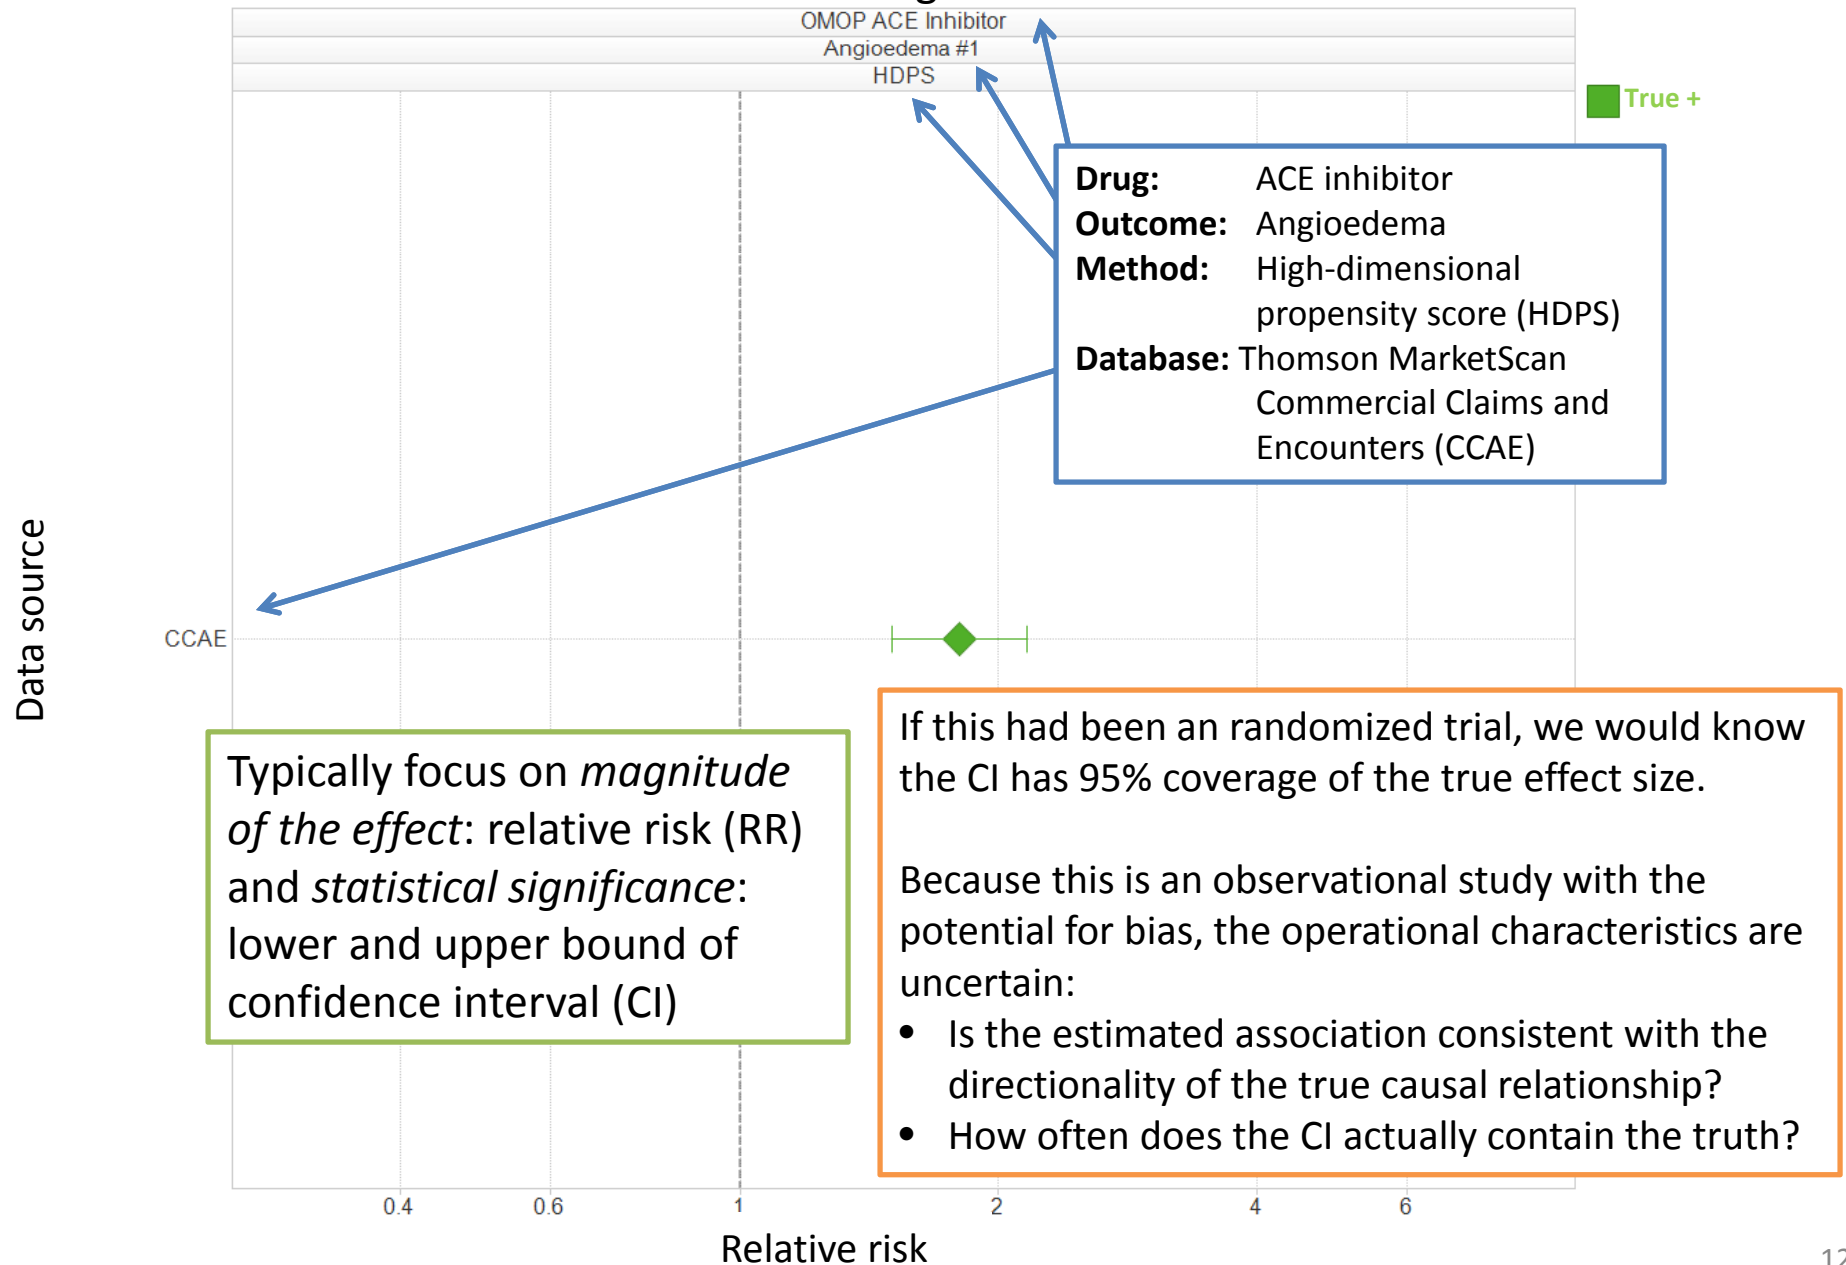 OMOP ACE Inhibitor
Angioedema #1
HDPS
True +
Drug: ACE inhibitor
Outcome: Angioedema
Method: High-dimensional
propensity score (HDPS)
Database: Thomson MarketScan
Commercial Claims and
Encounters (CCAE)
Data source
CCAE
Typically focus on magnitude
of the effect: relative risk (RR)
and statistical significance:
lower and upper bound of
confidence interval (CI)
If this had been an randomized trial, we would know
the CI has 95% coverage of the true effect size.
Because this is an observational study with the
potential for bias, the operational characteristics are
uncertain:
• Is the estimated association consistent with the
directionality of the true causal relationship?
• How often does the CI actually contain the truth?
0.4 0.6 1 2 4 6
Relative risk
12